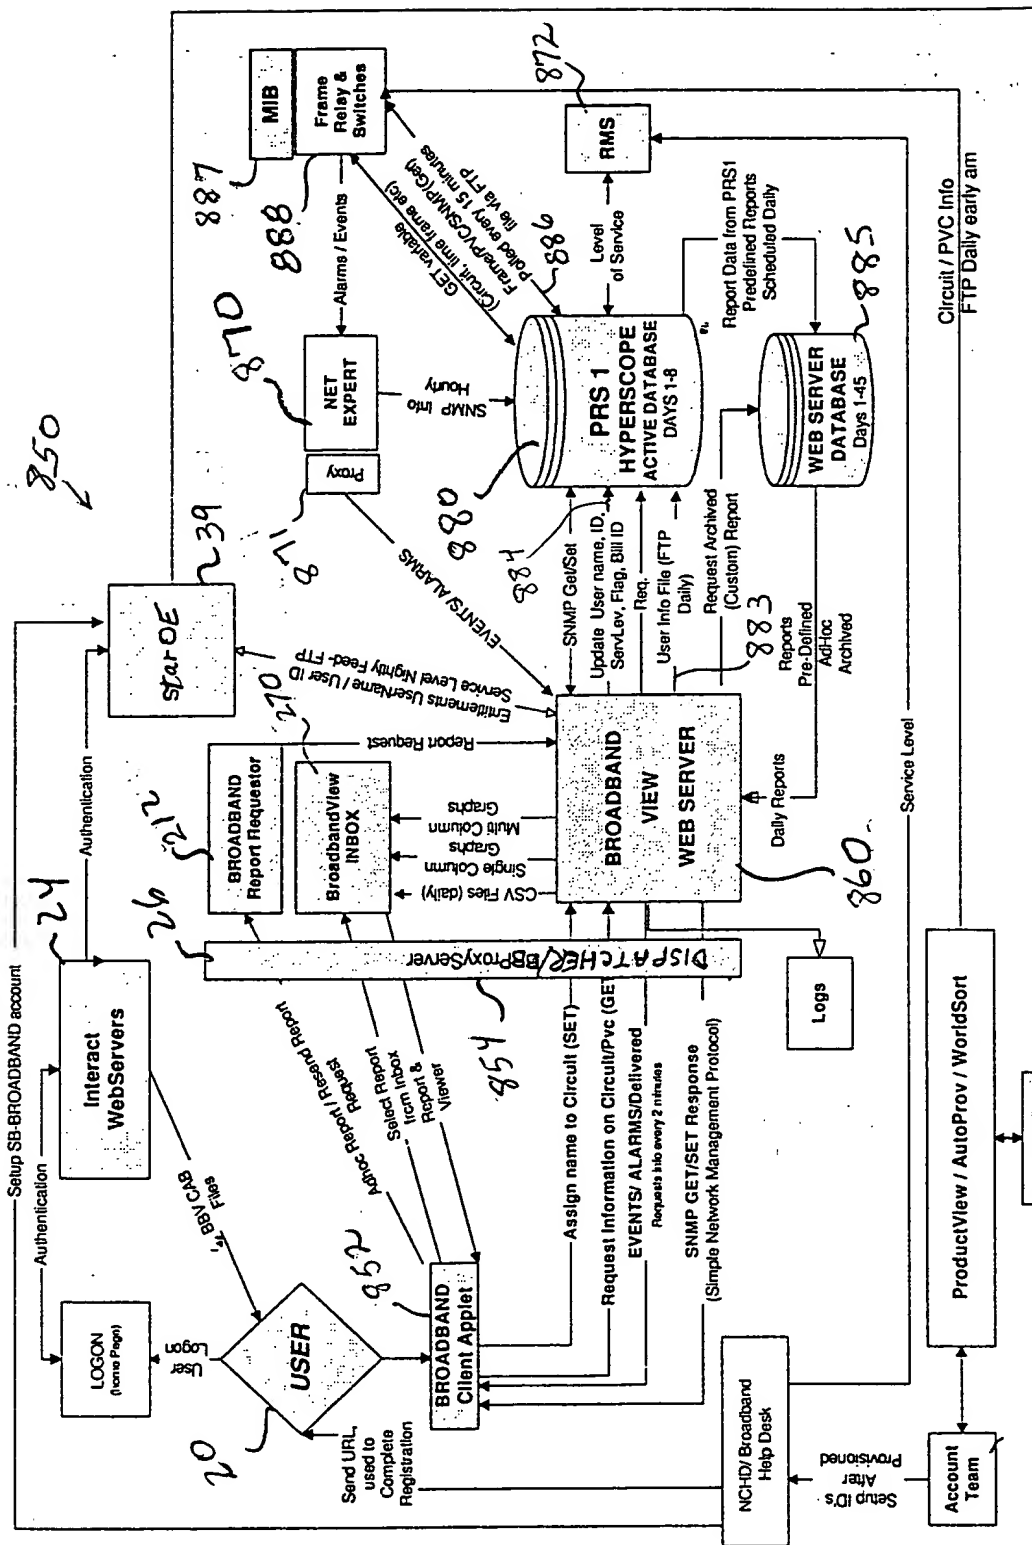 850
Setup SB-BROADBAND account
Authentication
Authentication
LOGON
(Home Page)
User
Logon
Interact
WebServers
24
BBV CAB
Files
USER
20
Send URL,
used to
Complete
Registration
starOE
39
BROADBAND
Report Requestor
212
BroadbandView
INBOX
270
26
DISPATCHER/BBProxyServer
854
Adhoc Report / Resend Report
Request
Select Report
from Inbox
Report &
Viewer
852
BROADBAND
Client Applet
Assign name to Circuit (SET)
Request Information on Circuit/Pvc (GET
EVENTS/ ALARMS/Delivered
Requests Info every 2 minutes
SNMP GET/SET Response
(Simple Network Management Protocol)
CSV Files (daily)
Single Column
Graphs
Multi Column
Graphs
Report Request
Entitlements UserName / User ID
Service Level Nightly Feed- FTP
EVENTS/ ALARMS
Proxy
871
NET
EXPERT
870
Alarms / Events
MIB
887
Frame
Relay &
Switches
888
SNMP Info
Hourly
GET variable
(Circuit, time frame etc)
Frame/PVC/SNMP(Get)
Polled every 15 minutes
file via FTP
886
PRS 1
HYPERSCOPE
ACTIVE DATABASE
DAYS 1-8
880
884
RMS
872
Level
of Service
BROADBAND
VIEW
WEB SERVER
860
Logs
SNMP Get/Set
Update User name, ID,
ServLev, Flag, Bill ID
Req.
User Info File (FTP
Daily)
883
Request Archived
(Custom) Report
Reports
Pre-Defined
AdHoc
Archived
Daily Reports
Report Data from PRS1
Predefined Reports
Scheduled Daily
WEB SERVER
DATABASE
Days 1-45
885
Service Level
Circuit / PVC Info
FTP Daily early am
NCHD/ Broadband
Help Desk
Setup ID's
After
Provisioned
Account
Team
ProductView / AutoProv / WorldSort